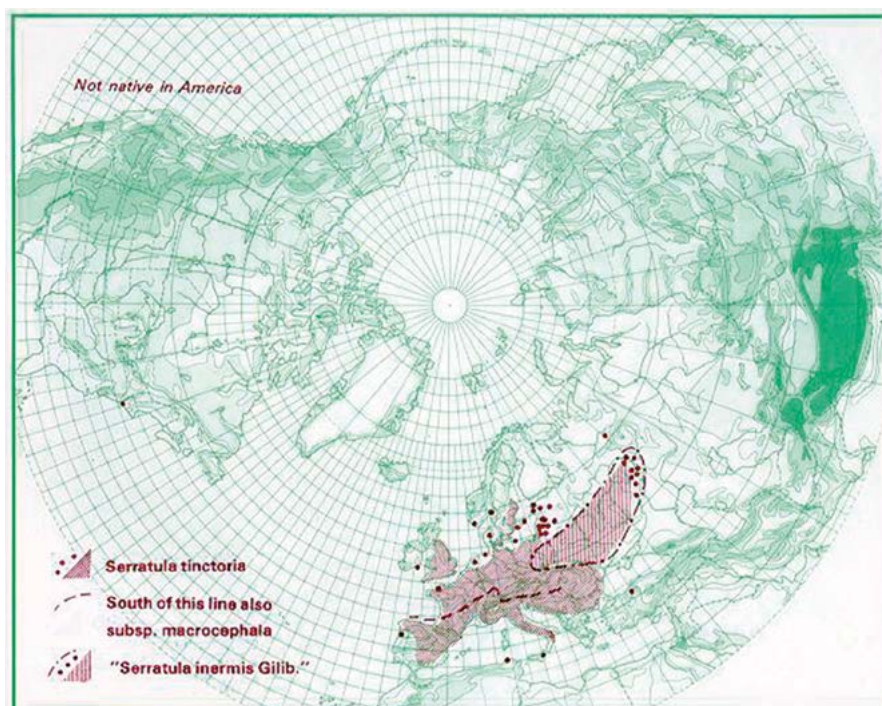 Not native in America
Serratula tinctoria
South of this line also
subsp. macrocephala
"Serratula inermis Gilib."